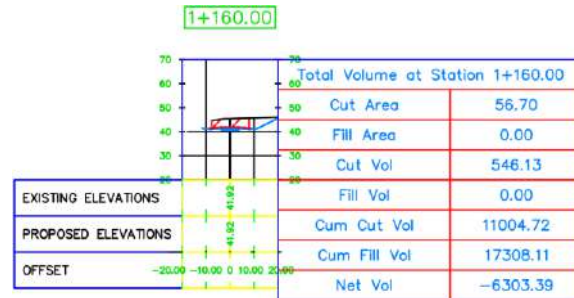 1+160.00
70 70
60 60
50 50
40 40
30 30
20 20
Total Volume at Station 1+160.00
Cut Area 56.70
Fill Area 0.00
Cut Vol 546.13
Fill Vol 0.00
Cum Cut Vol 11004.72
Cum Fill Vol 17308.11
Net Vol -6303.39
EXISTING ELEVATIONS 41.92
PROPOSED ELEVATIONS 41.92
OFFSET -20.00 -10.00 0 10.00 20.00